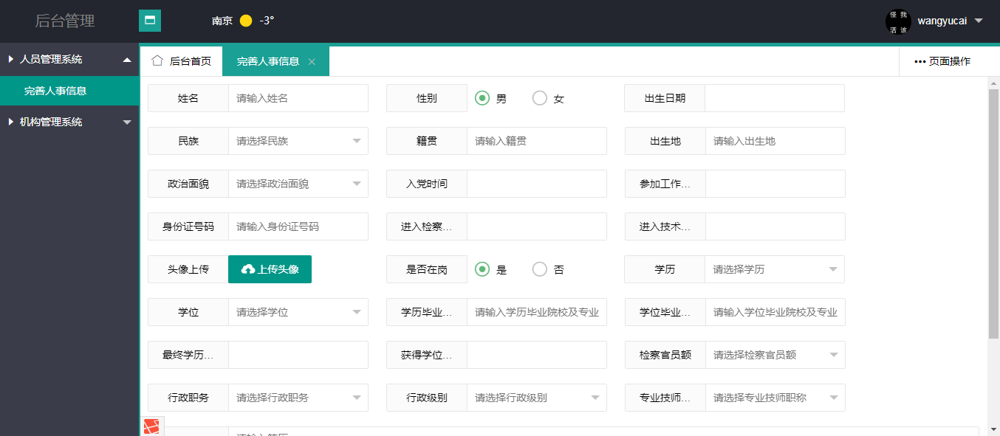 后台管理
南京 -3°
怪 我
活 该
wangyucai
人员管理系统
完善人事信息
机构管理系统
后台首页 完善人事信息 页面操作
姓名 请输入姓名 性别 男 女 出生日期
民族 请选择民族 籍贯 请输入籍贯 出生地 请输入出生地
政治面貌 请选择政治面貌 入党时间 参加工作...
身份证号码 请输入身份证号码 进入检察... 进入技术...
头像上传 上传头像 是否在岗 是 否 学历 请选择学历
学位 请选择学位 学历毕业... 请输入学历毕业院校及专业 学位毕业... 请输入学位毕业院校及专业
最终学历... 获得学位... 检察官员额 请选择检察官员额
行政职务 请选择行政职务 行政级别 请选择行政级别 专业技师... 请选择专业技师职称